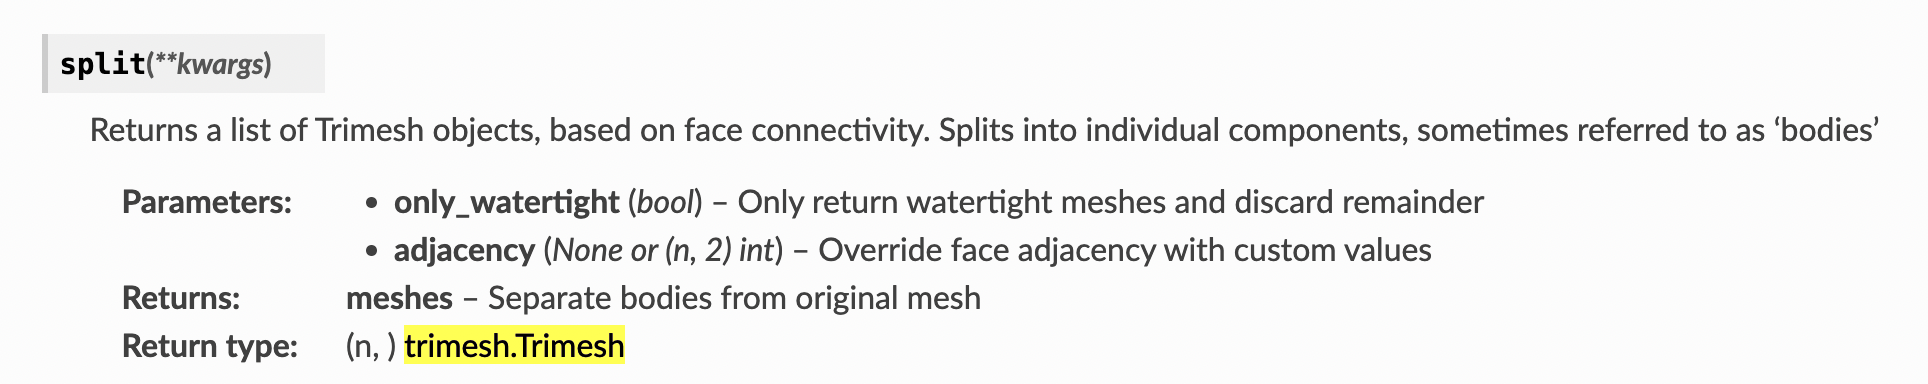 split(**kwargs)
Returns a list of Trimesh objects, based on face connectivity. Splits into individual components, sometimes referred to as ‘bodies’
Parameters: • only_watertight (bool) – Only return watertight meshes and discard remainder
• adjacency (None or (n, 2) int) – Override face adjacency with custom values
Returns: meshes – Separate bodies from original mesh
Return type: (n, ) trimesh.Trimesh